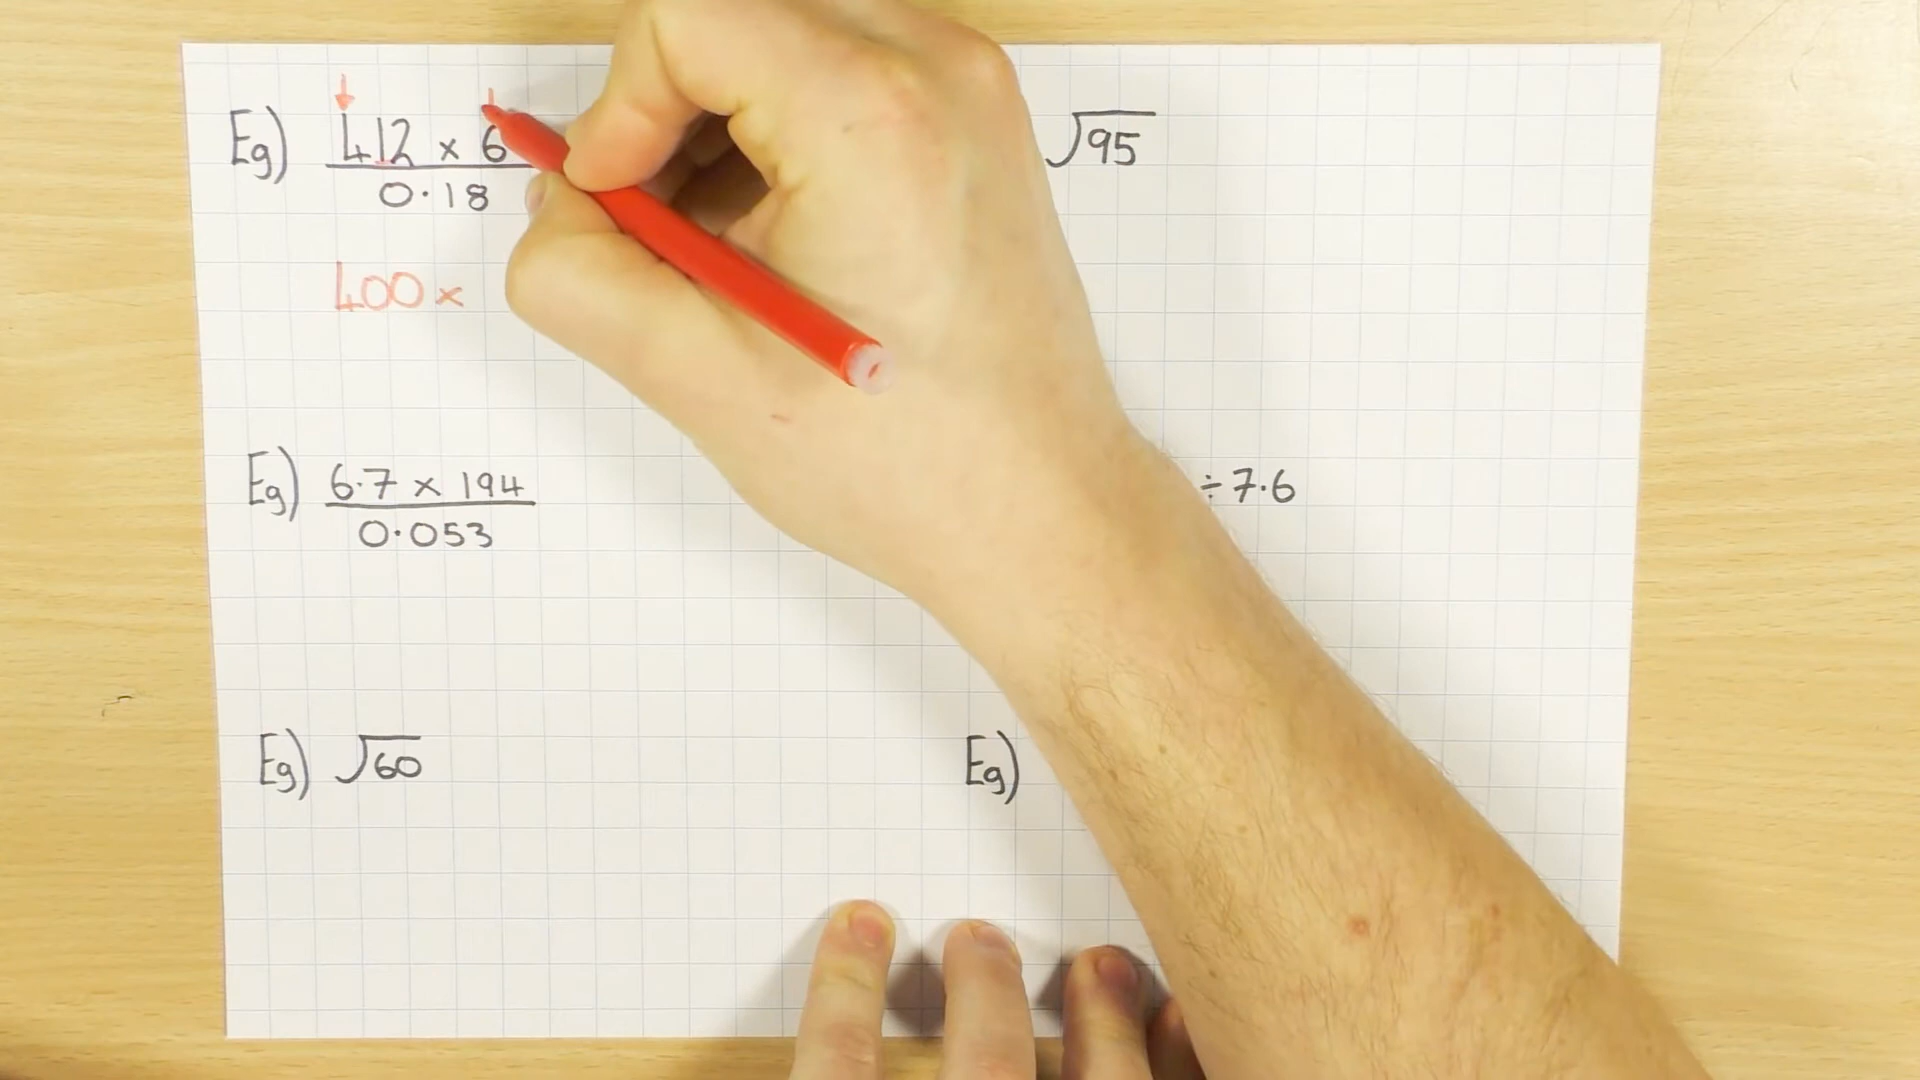 Eg) 412 × 6
0.18
400 ×
√95
Eg) 6.7 × 194
0.053
÷ 7.6
Eg) √60
Eg)